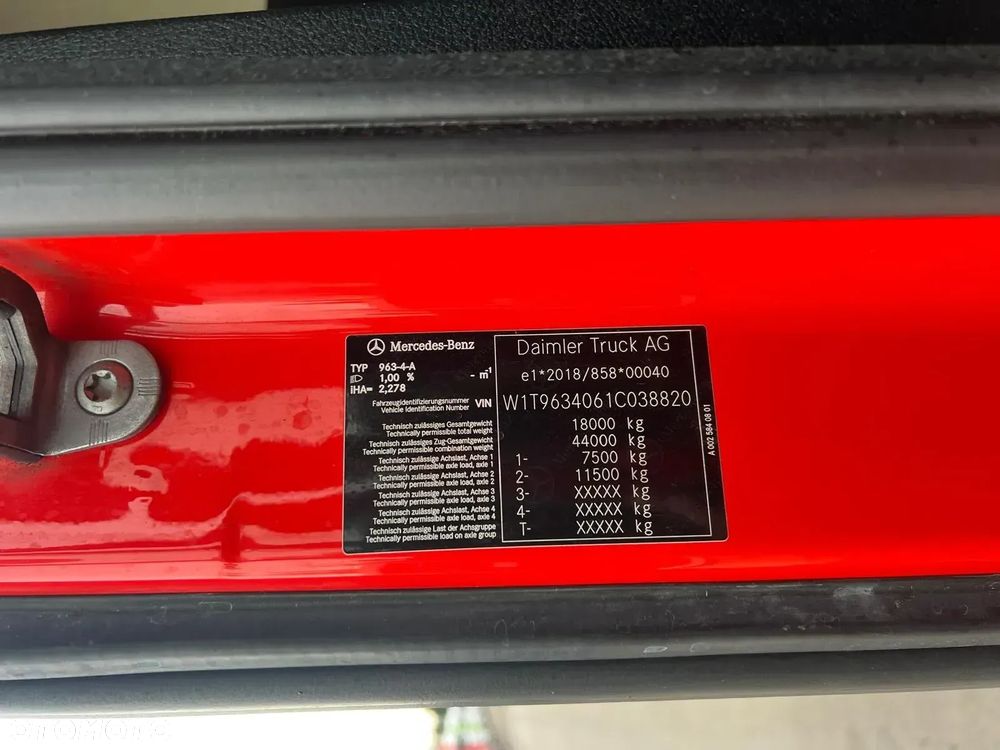 Mercedes-Benz
TYP 963-4-A
1,00 % - m-1
iHA= 2,278
Daimler Truck AG
e1*2018/858*00040
Fahrzeugidentifizierungsnummer
Vehicle Identification Number VIN W1T9634061C038820
Technisch zulässiges Gesamtgewicht
Technically permissible total weight 18000 kg
Technisch zulässiges Zug-Gesamtgewicht
Technically permissible combination weight 44000 kg
Technisch zulässige Achslast, Achse 1
Technically permissible axle load, axle 1 1- 7500 kg
Technisch zulässige Achslast, Achse 2
Technically permissible axle load, axle 2 2- 11500 kg
Technisch zulässige Achslast, Achse 3
Technically permissible axle load, axle 3 3- XXXXX kg
Technisch zulässige Achslast, Achse 4
Technically permissible axle load, axle 4 4- XXXXX kg
Technisch zulässige Last der Achsgruppe
Technically permissible load on axle group T- XXXXX kg
A 002 584 08 01
OTOMOTO